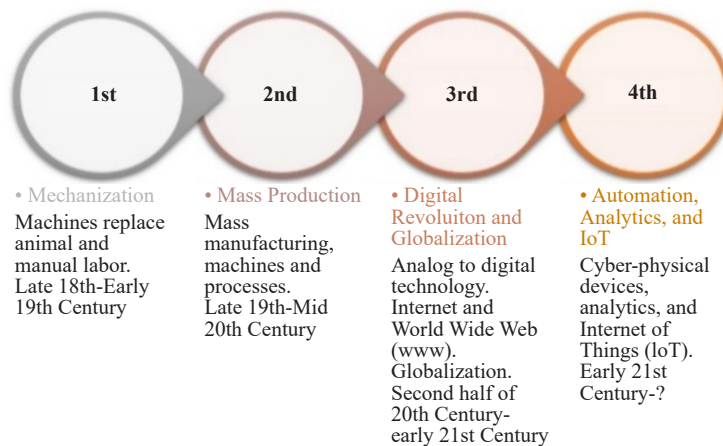 1st
2nd
3rd
4th
• Mechanization
Machines replace
animal and
manual labor.
Late 18th-Early
19th Century
• Mass Production
Mass
manufacturing,
machines and
processes.
Late 19th-Mid
20th Century
• Digital
Revoluiton and
Globalization
Analog to digital
technology.
Internet and
World Wide Web
(www).
Globalization.
Second half of
20th Century-
early 21st Century
• Automation,
Analytics, and
IoT
Cyber-physical
devices,
analytics, and
Internet of
Things (loT).
Early 21st
Century-?